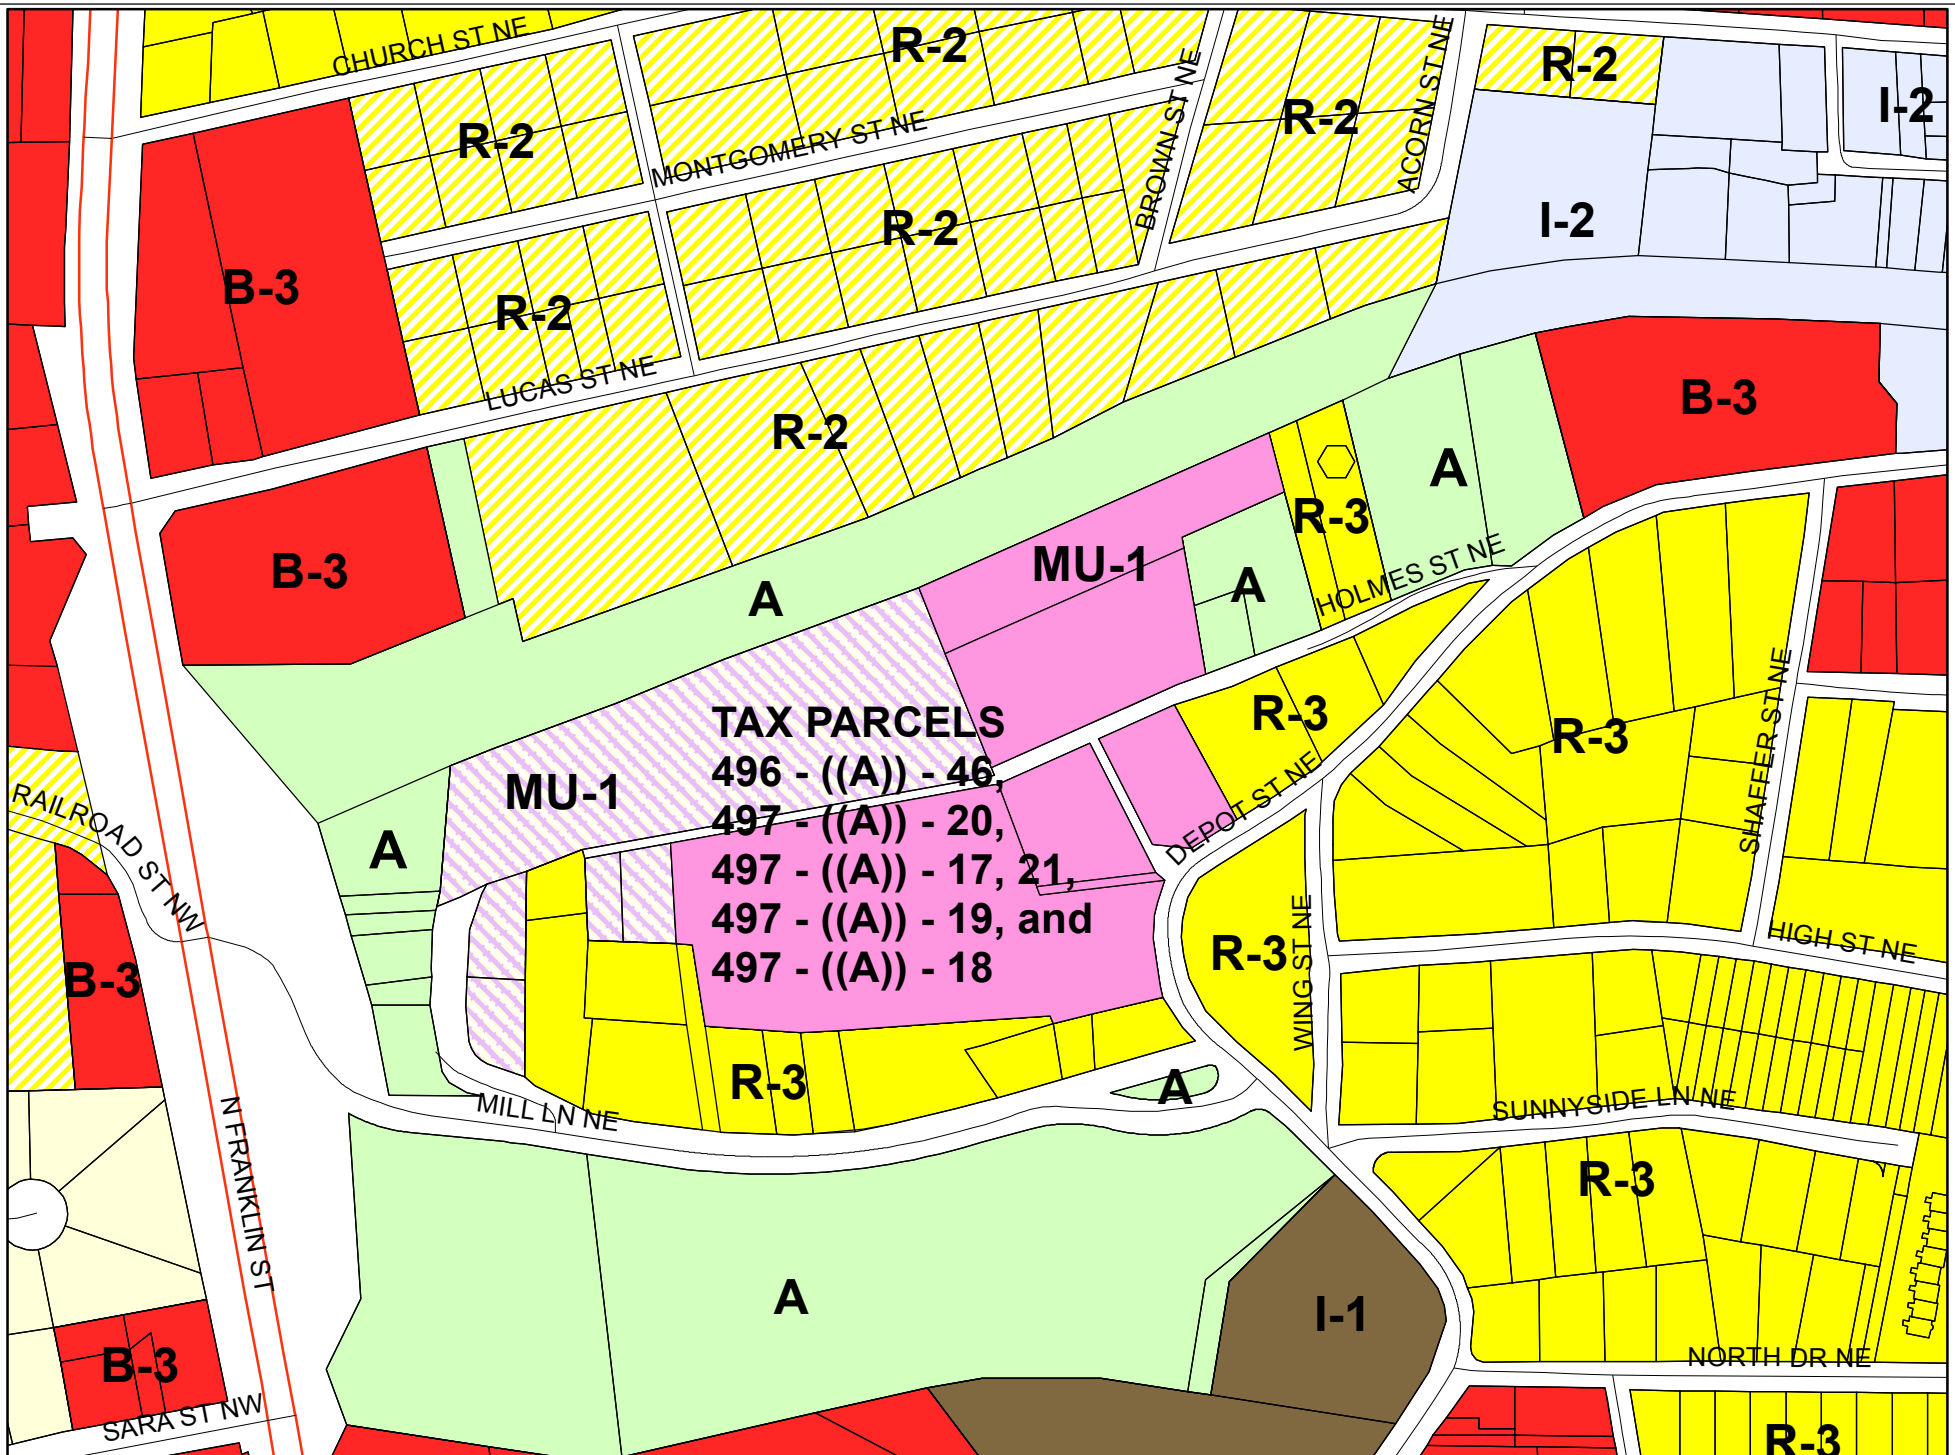 CHURCH ST NE
R-2
R-2
I-2
R-2
R-2
MONTGOMERY ST NE
BROWN ST NE
ACORN ST NE
R-2
I-2
B-3
R-2
LUCAS ST NE
R-2
B-3
A
R-3
B-3
MU-1
A
HOLMES ST NE
A
R-3
R-3
SHAFFER ST NE
TAX PARCELS
496 - ((A)) - 46,
497 - ((A)) - 20,
497 - ((A)) - 17, 21,
497 - ((A)) - 19, and
497 - ((A)) - 18
MU-1
DEPOT ST NE
RAILROAD ST NW
A
B-3
R-3
WING ST NE
HIGH ST NE
R-3
A
MILL LN NE
SUNNYSIDE LN NE
N FRANKLIN ST
R-3
A
I-1
B-3
NORTH DR NE
SARA ST NW
R-3